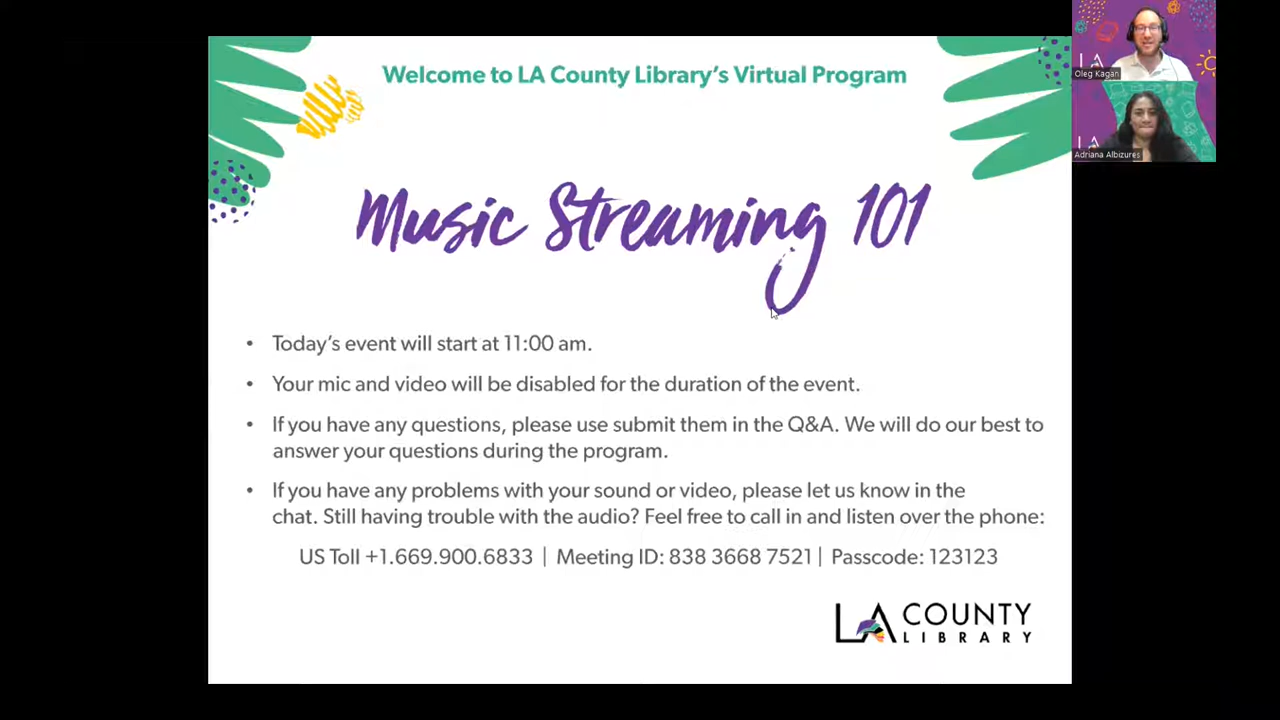 Welcome to LA County Library's Virtual Program
Music Streaming 101
• Today's event will start at 11:00 am.
• Your mic and video will be disabled for the duration of the event.
• If you have any questions, please use submit them in the Q&A. We will do our best to
answer your questions during the program.
• If you have any problems with your sound or video, please let us know in the
chat. Still having trouble with the audio? Feel free to call in and listen over the phone:
US Toll +1.669.900.6833 | Meeting ID: 838 3668 7521 | Passcode: 123123
LA COUNTY
LIBRARY
LA
Oleg Kagan
LA
Adriana Albizures